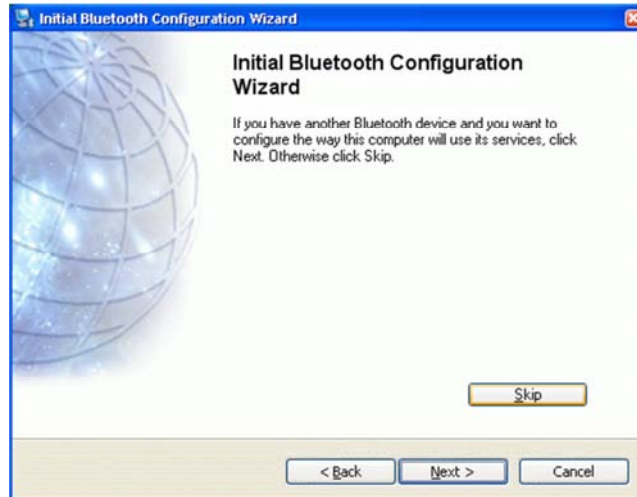 Initial Bluetooth Configuration Wizard
Initial Bluetooth Configuration
Wizard
If you have another Bluetooth device and you want to
configure the way this computer will use its services, click
Next. Otherwise click Skip.
Skip
< Back
Next >
Cancel